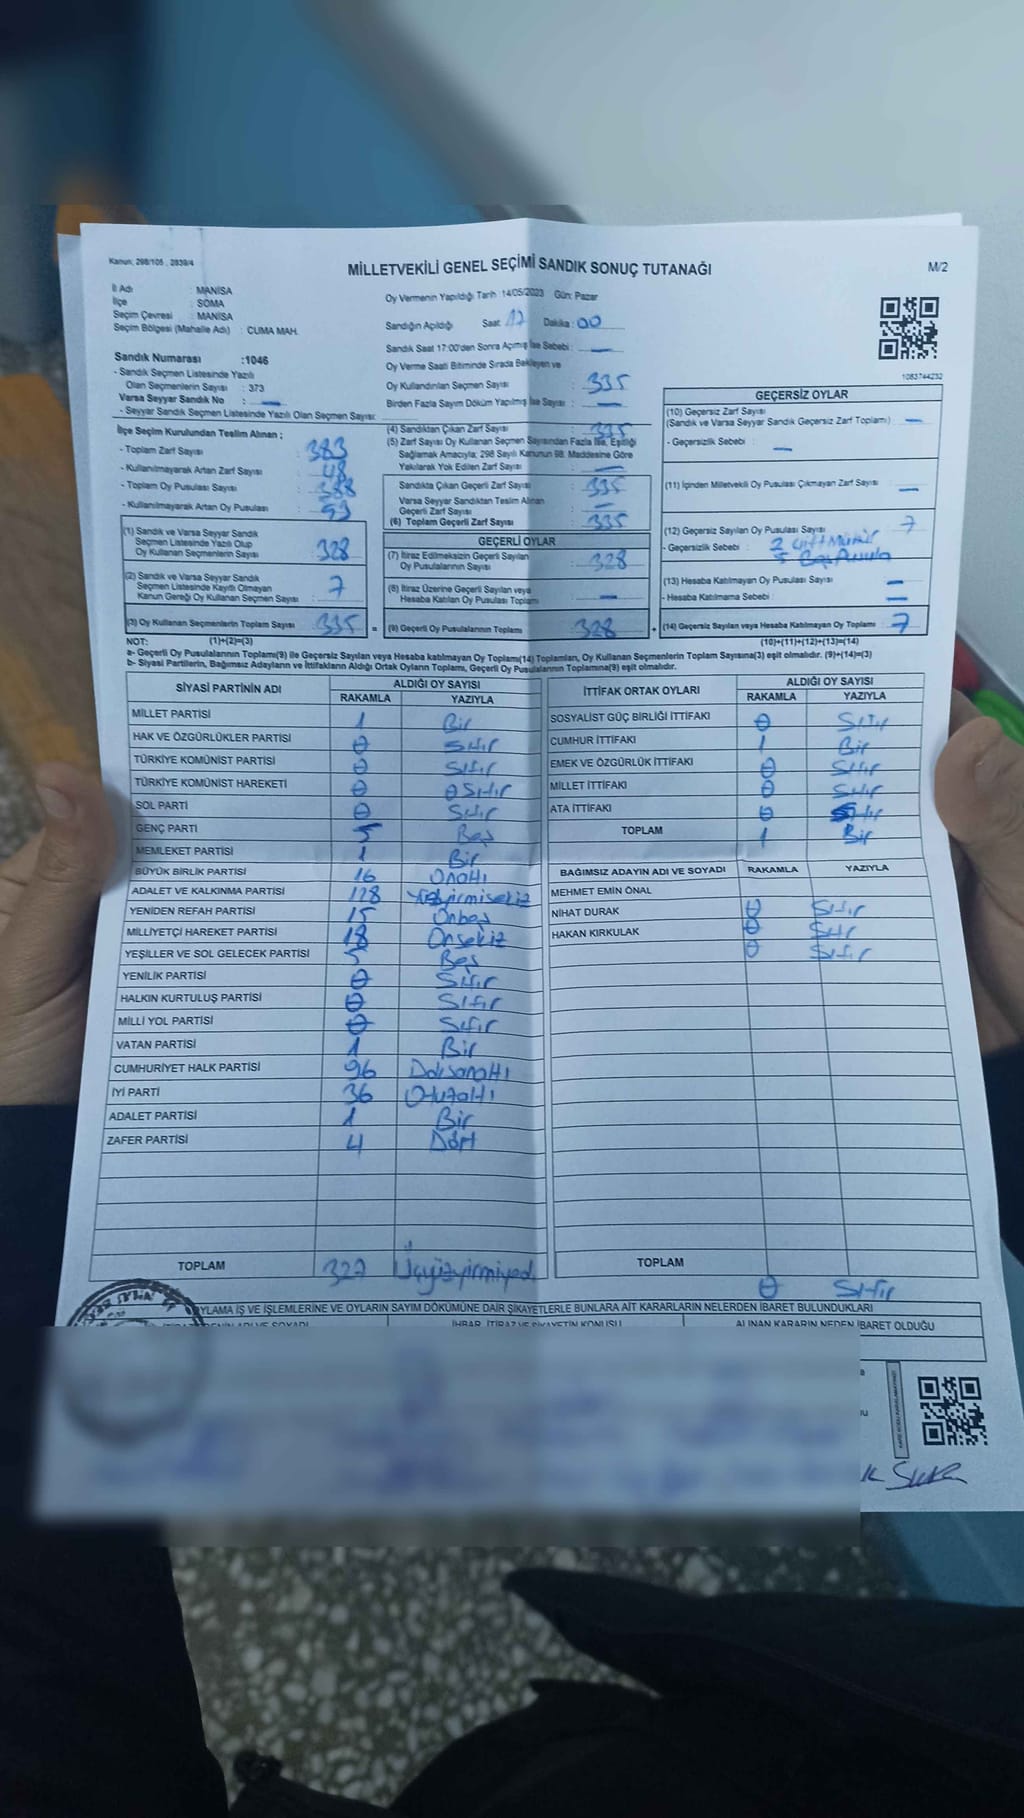 Kanun: 298/105 , 2839/4
MİLLETVEKİLİ GENEL SEÇİMİ SANDIK SONUÇ TUTANAĞI
M/2
İl Adı : MANİSA
İlçe : SOMA
Seçim Çevresi : MANİSA
Seçim Bölgesi (Mahalle Adı) : CUMA MAH.
Oy Vermenin Yapıldığı Tarih :14/05/2023 Gün: Pazar
Sandığın Açıldığı Saat: 17 Dakika : 00
Sandık Saat 17:00'den Sonra Açılmış İse Sebebi : —
Oy Verme Saati Bitiminde Sırada Bekleyen ve
Oy Kullandırılan Seçmen Sayısı : 335
Birden Fazla Sayım Döküm Yapılmış İse Sayısı : —
1083744232
Sandık Numarası :1046
- Sandık Seçmen Listesinde Yazılı
Olan Seçmenlerin Sayısı : 373
Varsa Seyyar Sandık No : —
- Seyyar Sandık Seçmen Listesinde Yazılı Olan Seçmen Sayısı:
İlçe Seçim Kurulundan Teslim Alınan ;
- Toplam Zarf Sayısı : 383
- Kullanılmayarak Artan Zarf Sayısı : 48
- Toplam Oy Pusulası Sayısı :
- Kullanılmayarak Artan Oy Pusulası : 93
(1) Sandık ve Varsa Seyyar Sandık
Seçmen Listesinde Yazılı Olup
Oy Kullanan Seçmenlerin Sayısı : 328
(2) Sandık ve Varsa Seyyar Sandık
Seçmen Listesinde Kayıtlı Olmayan
Kanun Gereği Oy Kullanan Seçmen Sayısı : 7
(3) Oy Kullanan Seçmenlerin Toplam Sayısı : 335 =
(4) Sandıktan Çıkan Zarf Sayısı : 335
(5) Zarf Sayısı Oy Kullanan Seçmen Sayısından Fazla İse, Eşitliği
Sağlamak Amacıyla; 298 Sayılı Kanunun 98. Maddesine Göre
Yakılarak Yok Edilen Zarf Sayısı : —
Sandıkta Çıkan Geçerli Zarf Sayısı : 335
Varsa Seyyar Sandıktan Teslim Alınan
Geçerli Zarf Sayısı : —
(6) Toplam Geçerli Zarf Sayısı : 335
GEÇERLİ OYLAR
(7) İtiraz Edilmeksizin Geçerli Sayılan
Oy Pusulalarının Sayısı : 328
(8) İtiraz Üzerine Geçerli Sayılan veya
Hesaba Katılan Oy Pusulası Toplamı : —
(9) Geçerli Oy Pusulalarının Toplamı : 328 +
GEÇERSİZ OYLAR
(10) Geçersiz Zarf Sayısı
(Sandık ve Varsa Seyyar Sandık Geçersiz Zarf Toplamı) : —
- Geçersizlik Sebebi : —
(11) İçinden Milletvekili Oy Pusulası Çıkmayan Zarf Sayısı : —
(12) Geçersiz Sayılan Oy Pusulası Sayısı : 7
- Geçersizlik Sebebi : 2 çift Mühür
5
(13) Hesaba Katılmayan Oy Pusulası Sayısı : —
- Hesaba Katılmama Sebebi : —
(14) Geçersiz Sayılan veya Hesaba Katılmayan Oy Toplamı : 7
NOT: (1)+(2)=(3) (10)+(11)+(12)+(13)=(14)
a- Geçerli Oy Pusulalarının Toplamı(9) ile Geçersiz Sayılan veya Hesaba katılmayan Oy Toplamı(14) Toplamları, Oy Kullanan Seçmenlerin Toplam Sayısına(3) eşit olmalıdır. (9)+(14)=(3)
b- Siyasi Partilerin, Bağımsız Adayların ve İttifakların Aldığı Ortak Oyların Toplamı, Geçerli Oy Pusulalarının Toplamına(9) eşit olmalıdır.
SİYASİ PARTİNİN ADI ALDIĞI OY SAYISI
RAKAMLA YAZIYLA
MİLLET PARTİSİ 1 Bir
HAK VE ÖZGÜRLÜKLER PARTİSİ 0 Sıfır
TÜRKİYE KOMÜNİST PARTİSİ 0 Sıfır
TÜRKİYE KOMÜNİST HAREKETİ 0 0 Sıfır
SOL PARTİ 0 Sıfır
GENÇ PARTİ 5 Beş
MEMLEKET PARTİSİ 1 Bir
BÜYÜK BİRLİK PARTİSİ 16 Onaltı
ADALET VE KALKINMA PARTİSİ 128 Yüzyirmisekiz
YENİDEN REFAH PARTİSİ 15 Onbeş
MİLLİYETÇİ HAREKET PARTİSİ 18 Onsekiz
YEŞİLLER VE SOL GELECEK PARTİSİ 5 Beş
YENİLİK PARTİSİ 0 Sıfır
HALKIN KURTULUŞ PARTİSİ 0 Sıfır
MİLLİ YOL PARTİSİ 0 Sıfır
VATAN PARTİSİ 1 Bir
CUMHURİYET HALK PARTİSİ 96 Doksanaltı
İYİ PARTİ 36 Otuzaltı
ADALET PARTİSİ 1 Bir
ZAFER PARTİSİ 4 Dört
TOPLAM 327 Üçyüzyirmiyedi
İTTİFAK ORTAK OYLARI ALDIĞI OY SAYISI
RAKAMLA YAZIYLA
SOSYALİST GÜÇ BİRLİĞİ İTTİFAKI 0 Sıfır
CUMHUR İTTİFAKI 1 Bir
EMEK VE ÖZGÜRLÜK İTTİFAKI 0 Sıfır
MİLLET İTTİFAKI 0 Sıfır
ATA İTTİFAKI 0 Sıfır
TOPLAM 1 Bir
BAĞIMSIZ ADAYIN ADI VE SOYADI RAKAMLA YAZIYLA
MEHMET EMİN ÖNAL
NİHAT DURAK 0 Sıfır
HAKAN KIRKULAK 0 Sıfır
0 Sıfır
TOPLAM
0 Sıfır
OYLAMA İŞ VE İŞLEMLERİNE VE OYLARIN SAYIM DÖKÜMÜNE DAİR ŞİKAYETLERLE BUNLARA AİT KARARLARIN NELERDEN İBARET BULUNDUKLARI
İHBAR, İTİRAZ VE ŞİKAYETİN KONUSU ALINAN KARARIN NEDEN İBARET OLDUĞU